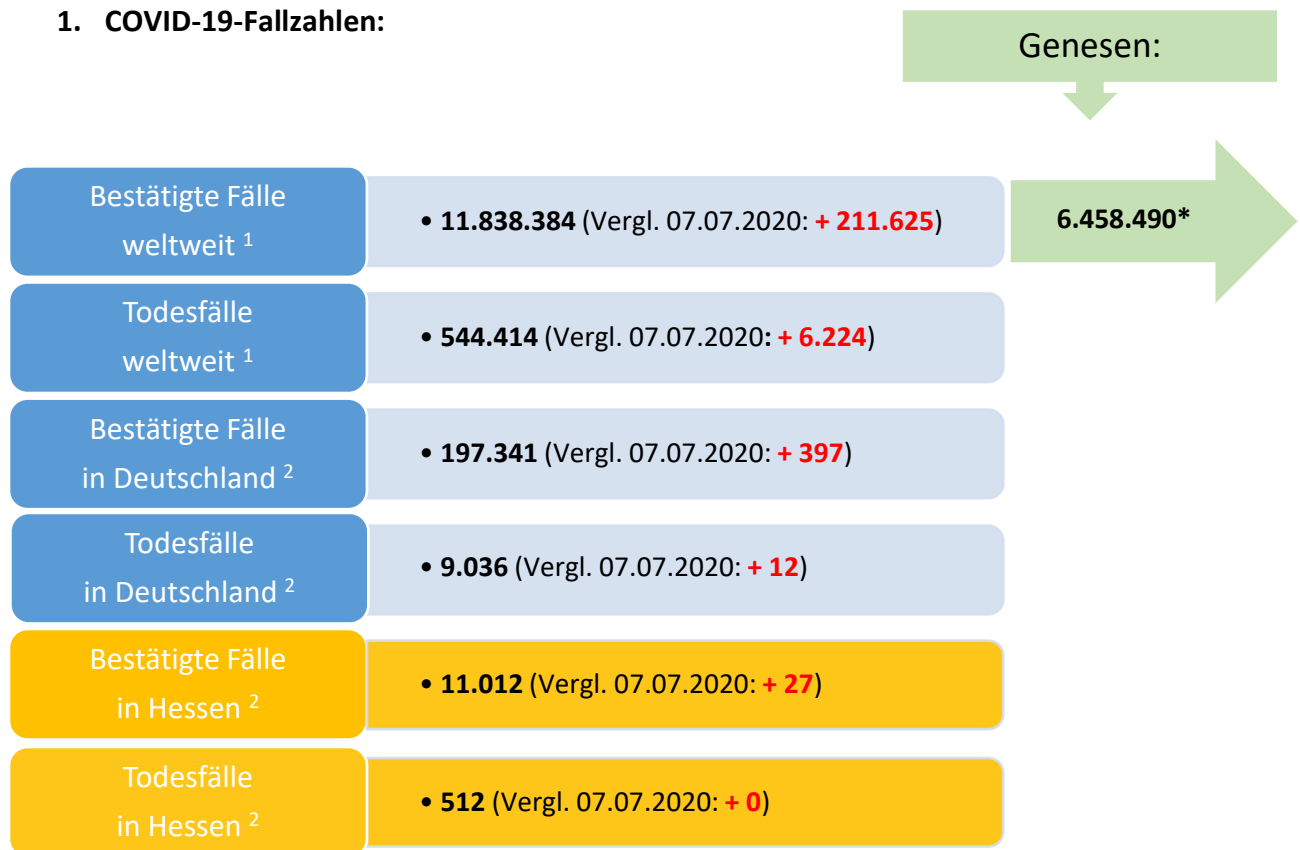 1. COVID-19-Fallzahlen:
Genesen:
Bestätigte Fälle
weltweit ¹
• 11.838.384 (Vergl. 07.07.2020: + 211.625)
6.458.490*
Todesfälle
weltweit ¹
• 544.414 (Vergl. 07.07.2020: + 6.224)
Bestätigte Fälle
in Deutschland ²
• 197.341 (Vergl. 07.07.2020: + 397)
Todesfälle
in Deutschland ²
• 9.036 (Vergl. 07.07.2020: + 12)
Bestätigte Fälle
in Hessen ²
• 11.012 (Vergl. 07.07.2020: + 27)
Todesfälle
in Hessen ²
• 512 (Vergl. 07.07.2020: + 0)